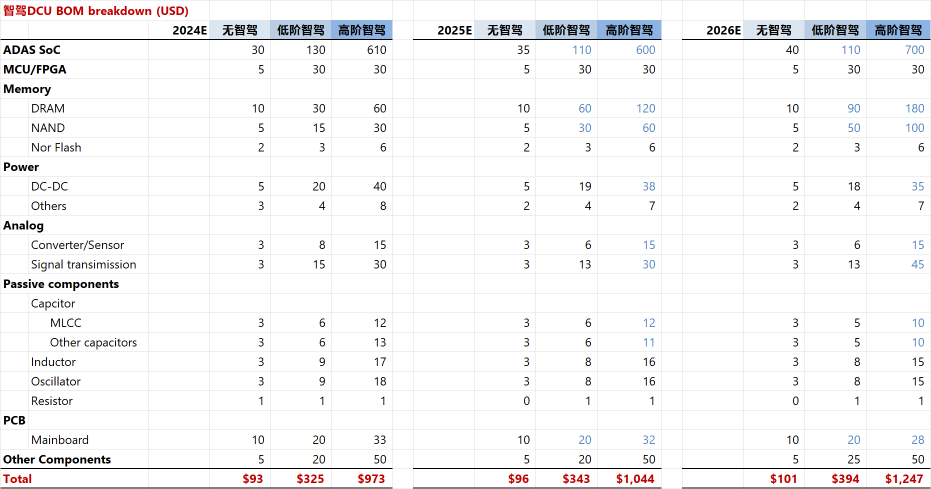 智驾DCU BOM breakdown (USD)
2024E 无智驾 低阶智驾 高阶智驾 2025E 无智驾 低阶智驾 高阶智驾 2026E 无智驾 低阶智驾 高阶智驾
ADAS SoC 30 130 610 35 110 600 40 110 700
MCU/FPGA 5 30 30 5 30 30 5 30 30
Memory
DRAM 10 30 60 10 60 120 10 90 180
NAND 5 15 30 5 30 60 5 50 100
Nor Flash 2 3 6 2 3 6 2 3 6
Power
DC-DC 5 20 40 5 19 38 5 18 35
Others 3 4 8 2 4 7 2 4 7
Analog
Converter/Sensor 3 8 15 3 6 15 3 6 15
Signal transimission 3 15 30 3 13 30 3 13 45
Passive components
Capcitor
MLCC 3 6 12 3 6 12 3 5 10
Other capacitors 3 6 13 3 6 11 3 5 10
Inductor 3 9 17 3 8 16 3 8 15
Oscillator 3 9 18 3 8 16 3 8 15
Resistor 1 1 1 0 1 1 0 1 1
PCB
Mainboard 10 20 33 10 20 32 10 20 28
Other Components 5 20 50 5 20 50 5 25 50
Total $93 $325 $973 $96 $343 $1,044 $101 $394 $1,247